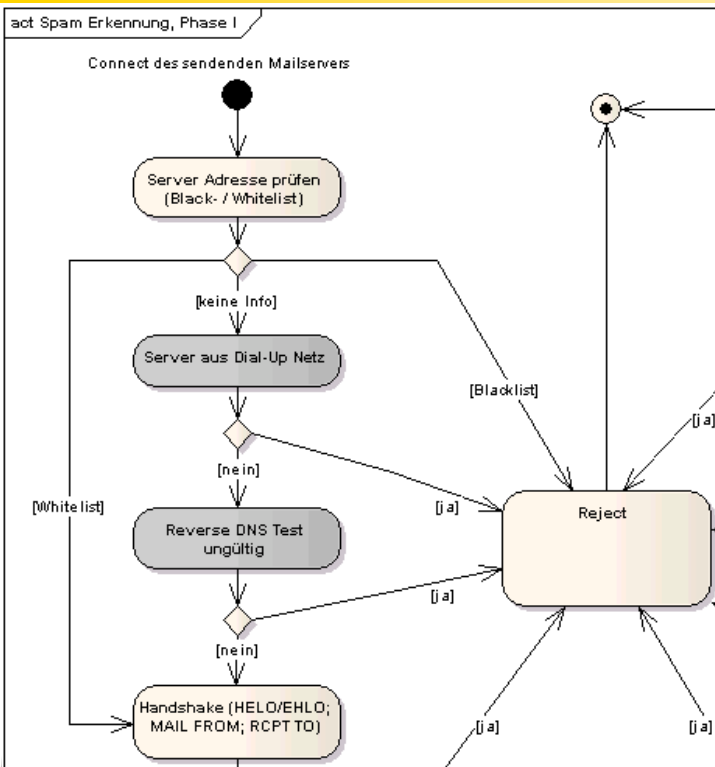 act Spam Erkennung, Phase I
Connect des sendenden Mailservers
Server Adresse prüfen
(Black- / Whitelist)
[keine Info]
Server aus Dial-Up Netz
[Blacklist]
[ja]
[nein]
[Whitelist]
[ja]
Reject
Reverse DNS Test
ungültig
[ja]
[nein]
Handshake (HELO/EHLO;
MAIL FROM; RCPT TO)
[ja]
[ja]